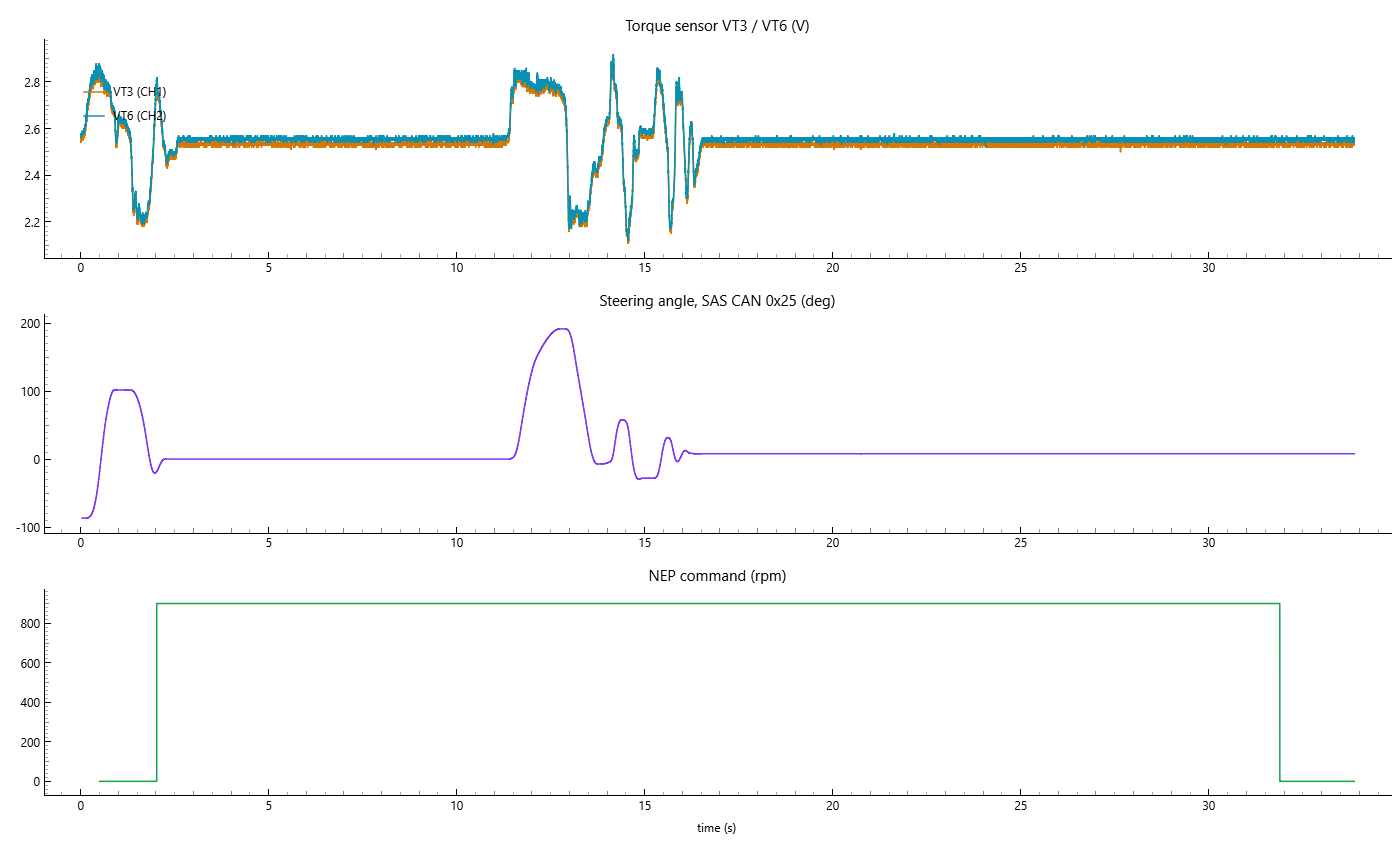 Torque sensor VT3 / VT6 (V)
2.8
VT3 (CH1)
VT6 (CH2)
2.6
2.4
2.2
0 5 10 15 20 25 30
Steering angle, SAS CAN 0x25 (deg)
200
100
0
-100
0 5 10 15 20 25 30
NEP command (rpm)
800
600
400
200
0
0 5 10 15 20 25 30
time (s)